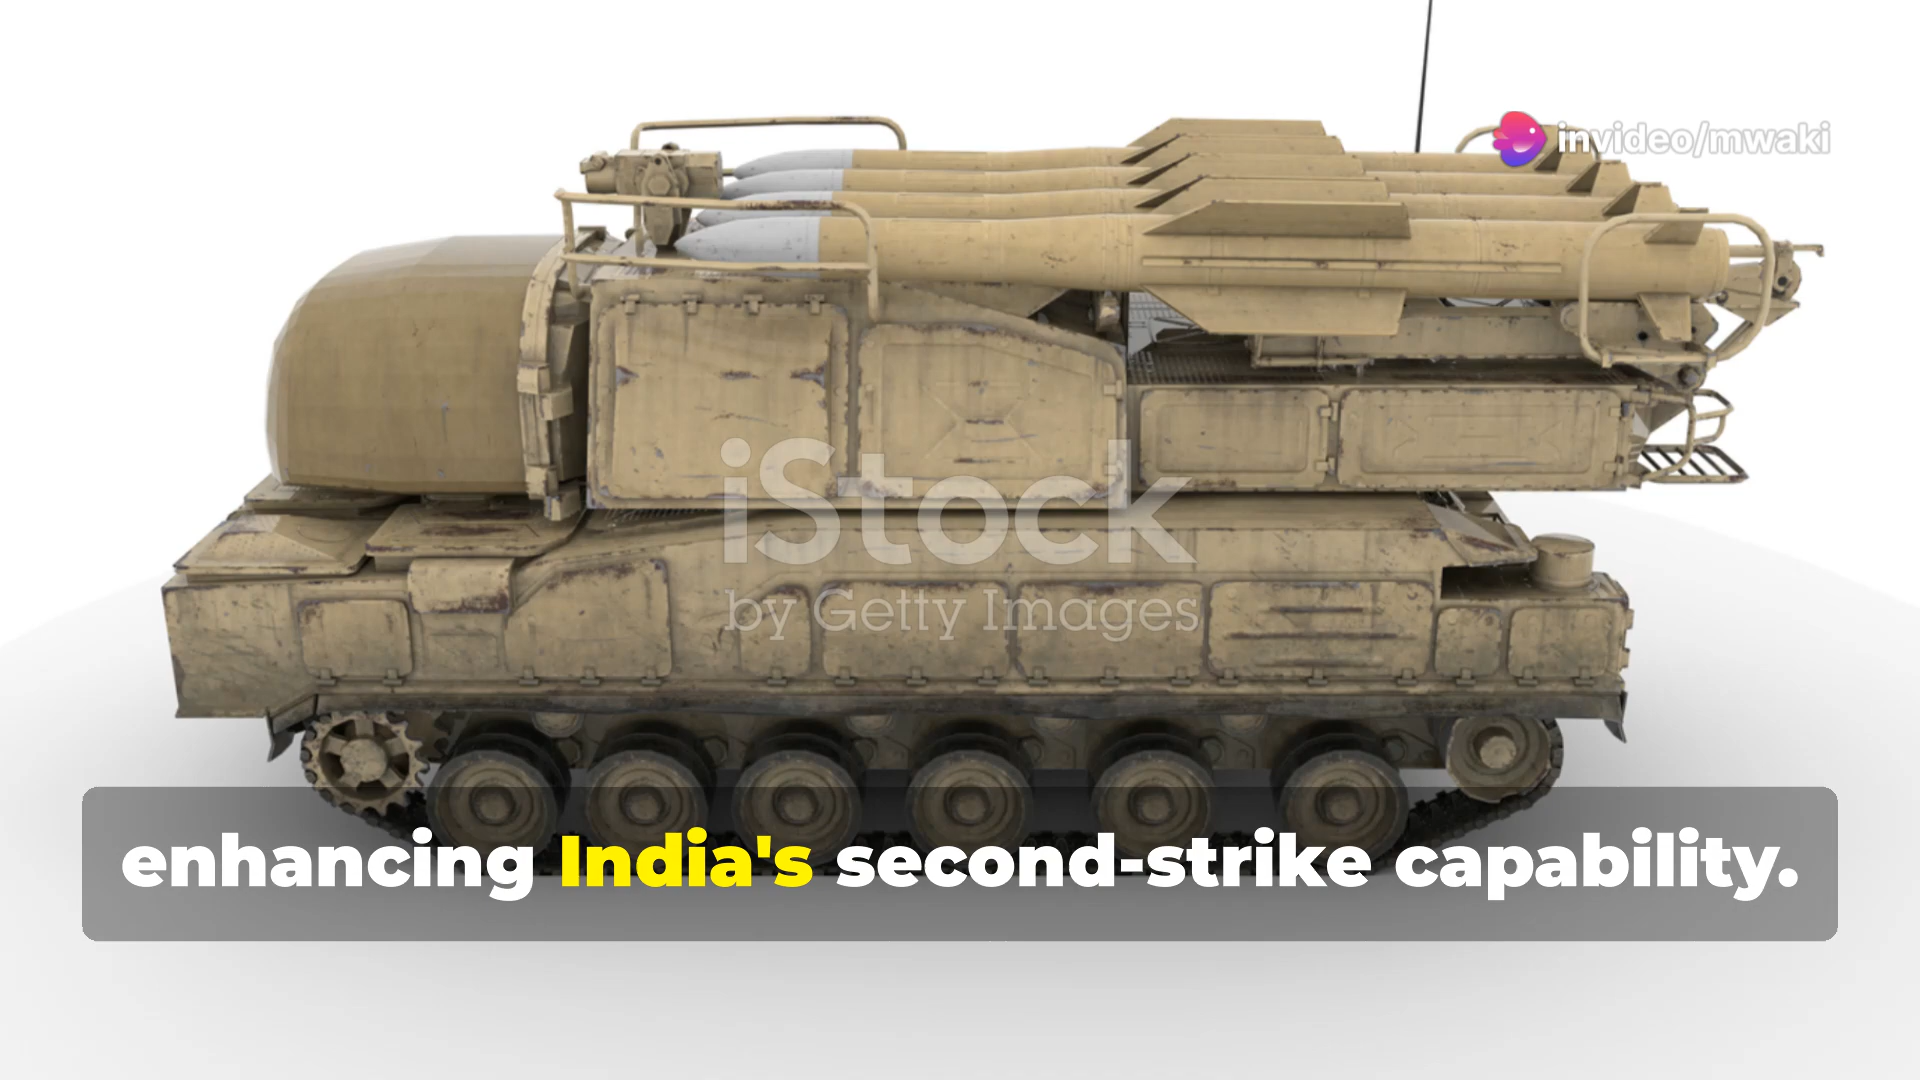 invideo/mwaki
iStock
by Getty Images
enhancing India's second-strike capability.